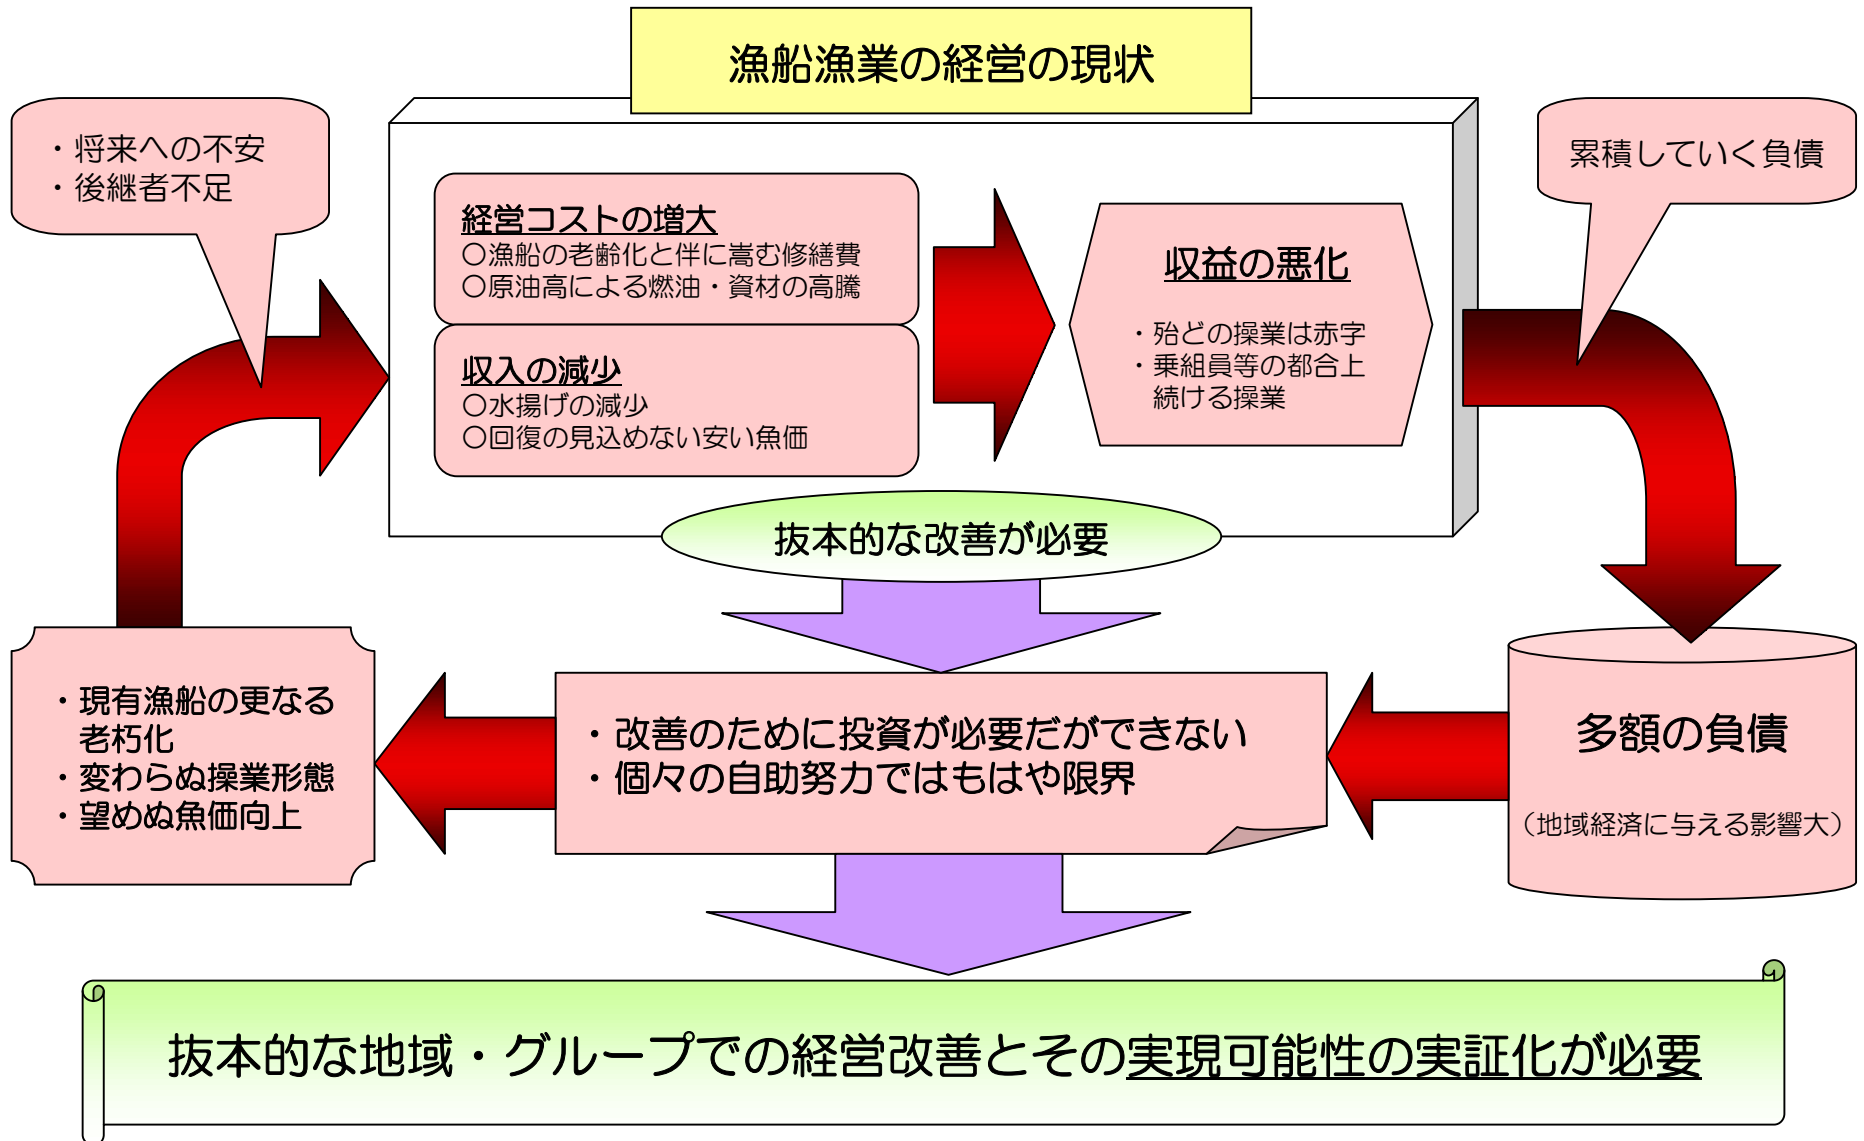 漁船漁業の経営の現状
・将来への不安
・後継者不足
累積していく負債
経営コストの増大
○漁船の老齢化と伴に嵩む修繕費
○原油高による燃油・資材の高騰
収入の減少
○水揚げの減少
○回復の見込めない安い魚価
収益の悪化
・殆どの操業は赤字
・乗組員等の都合上
続ける操業
抜本的な改善が必要
・現有漁船の更なる
老朽化
・変わらぬ操業形態
・望めぬ魚価向上
・改善のために投資が必要だができない
・個々の自助努力ではもはや限界
多額の負債
（地域経済に与える影響大）
抜本的な地域・グループでの経営改善とその実現可能性の実証化が必要